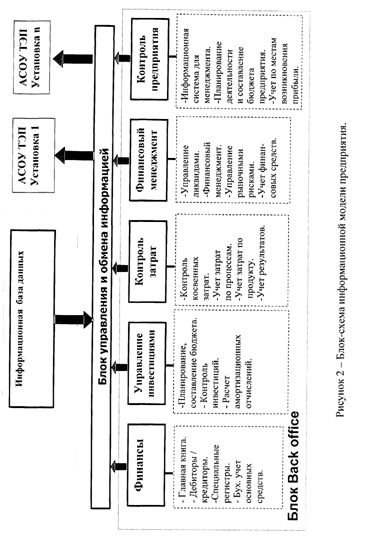 Информационная база данных
АСОУ ТЭП
Установка 1
АСОУ ТЭП
Установка n
Блок управления и обмена информацией
Финансы
Управление
инвестициями
Контроль
затрат
Финансовый
менеджмент
Контроль
предприятия
- Главная книга.
- Дебиторы /
кредиторы.
-Специальные
регистры.
- Бух. учет
основных
средств.
-Планирование,
составление бюджета.
- Контроль
инвестиций.
- Расчет
амортизационных
отчислений.
-Контроль
косвенных
затрат.
-Учет затрат
по процессам.
-Учет затрат по
продукту.
-Учет результатов.
-Управление
ликвидами.
-Финансовый
менеджмент.
-Управление
рыночными
рисками.
-Учет финан-
совых средств.
-Информационная
система для
менеджмента.
-Планирование
деятельности
и составление
бюджета
предприятия.
-Учет по местам
возникновения
прибыли.
Блок Back office
Рисунок 2 – Блок-схема информационной модели предприятия.